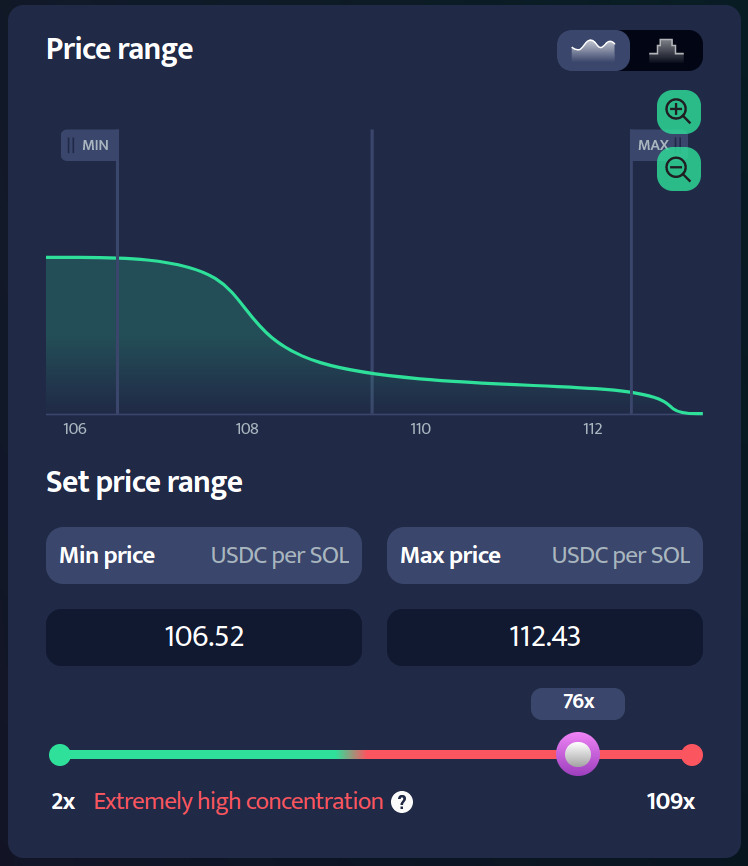 Price range
MIN
MAX
106 108 110 112
Set price range
Min price USDC per SOL Max price USDC per SOL
106.52 112.43
76x
2x Extremely high concentration ? 109x